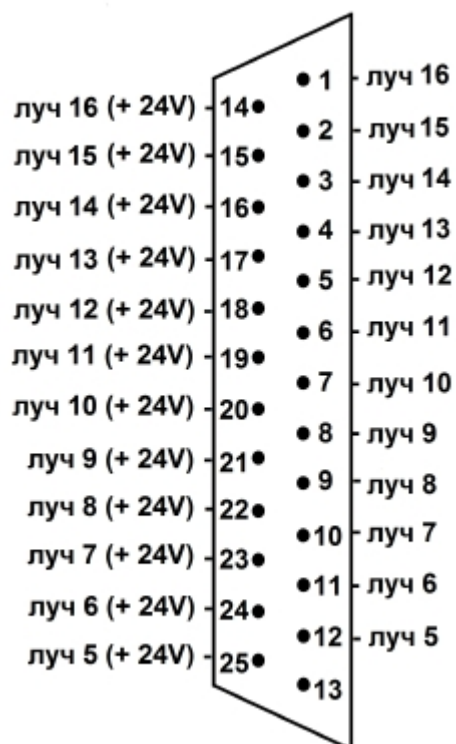 1 луч 16
луч 16 (+ 24V) 14
2 луч 15
луч 15 (+ 24V) 15
3 луч 14
луч 14 (+ 24V) 16
4 луч 13
луч 13 (+ 24V) 17
5 луч 12
луч 12 (+ 24V) 18
6 луч 11
луч 11 (+ 24V) 19
7 луч 10
луч 10 (+ 24V) 20
8 луч 9
луч 9 (+ 24V) 21
9 луч 8
луч 8 (+ 24V) 22
10 луч 7
луч 7 (+ 24V) 23
11 луч 6
луч 6 (+ 24V) 24
12 луч 5
луч 5 (+ 24V) 25
13